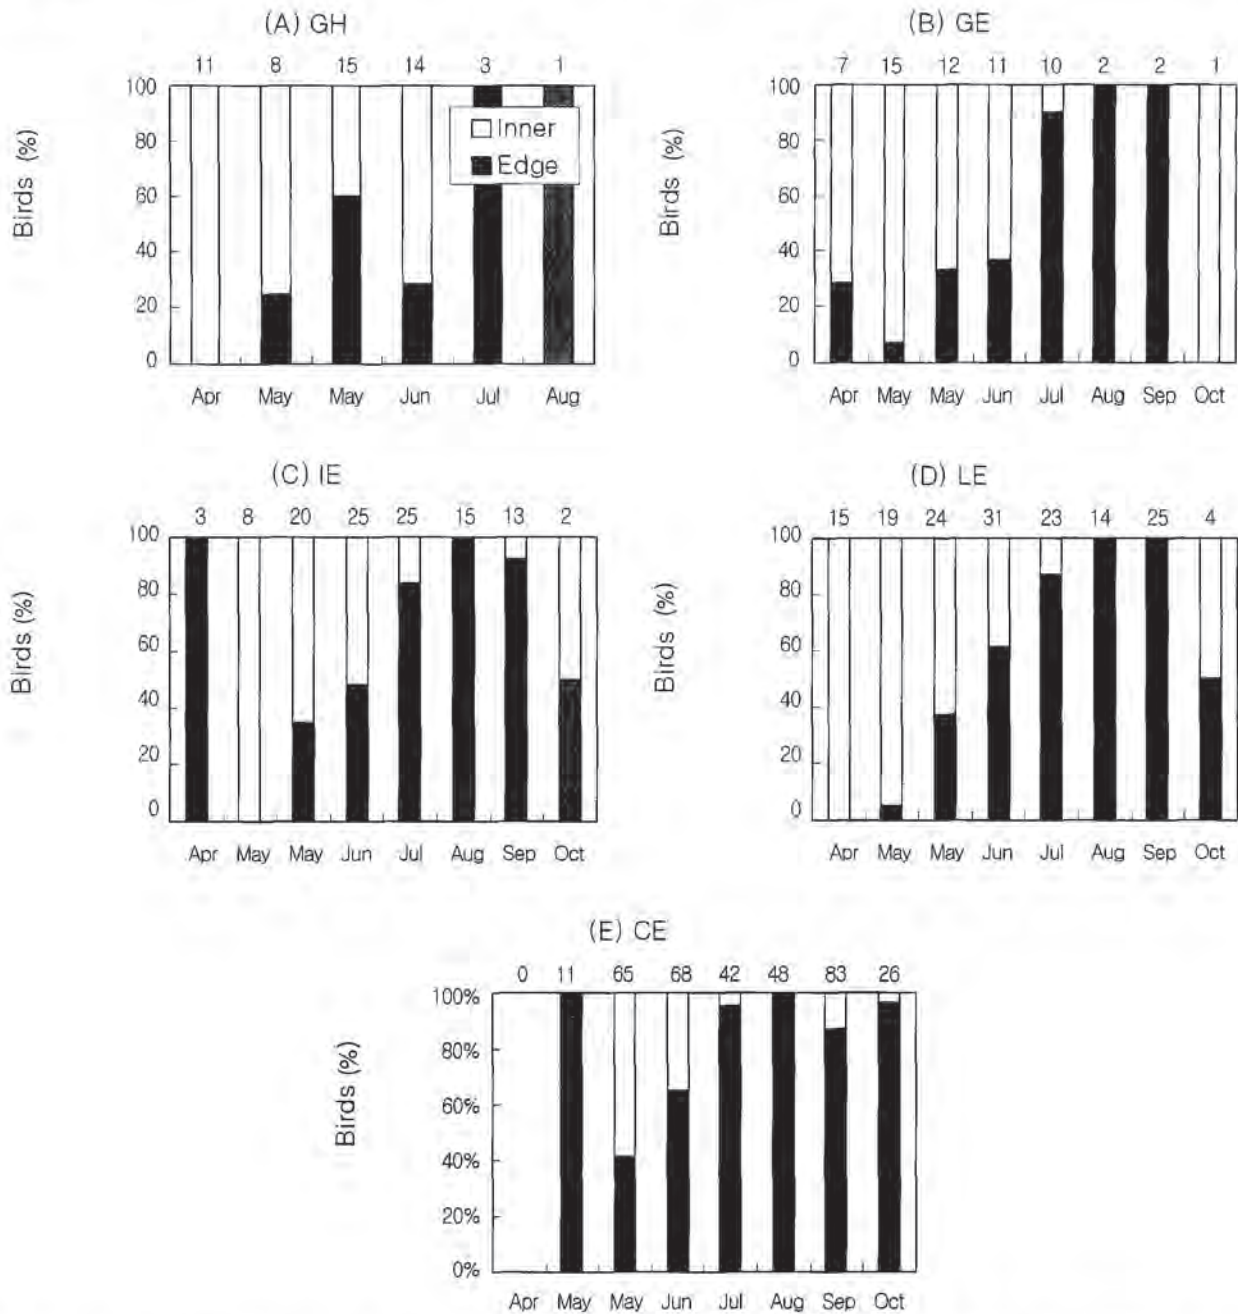 (A) GH
11 8 15 14 3 1
100
80
60
40
20
0
Birds (%)
Inner
Edge
Apr May May Jun Jul Aug
(B) GE
7 15 12 11 10 2 2 1
100
80
60
40
20
0
Birds (%)
Apr May May Jun Jul Aug Sep Oct
(C) IE
3 8 20 25 25 15 13 2
100
80
60
40
20
0
Birds (%)
Apr May May Jun Jul Aug Sep Oct
(D) LE
15 19 24 31 23 14 25 4
100
80
60
40
20
0
Birds (%)
Apr May May Jun Jul Aug Sep Oct
(E) CE
0 11 65 68 42 48 83 26
100%
80%
60%
40%
20%
0%
Birds (%)
Apr May May Jun Jul Aug Sep Oct